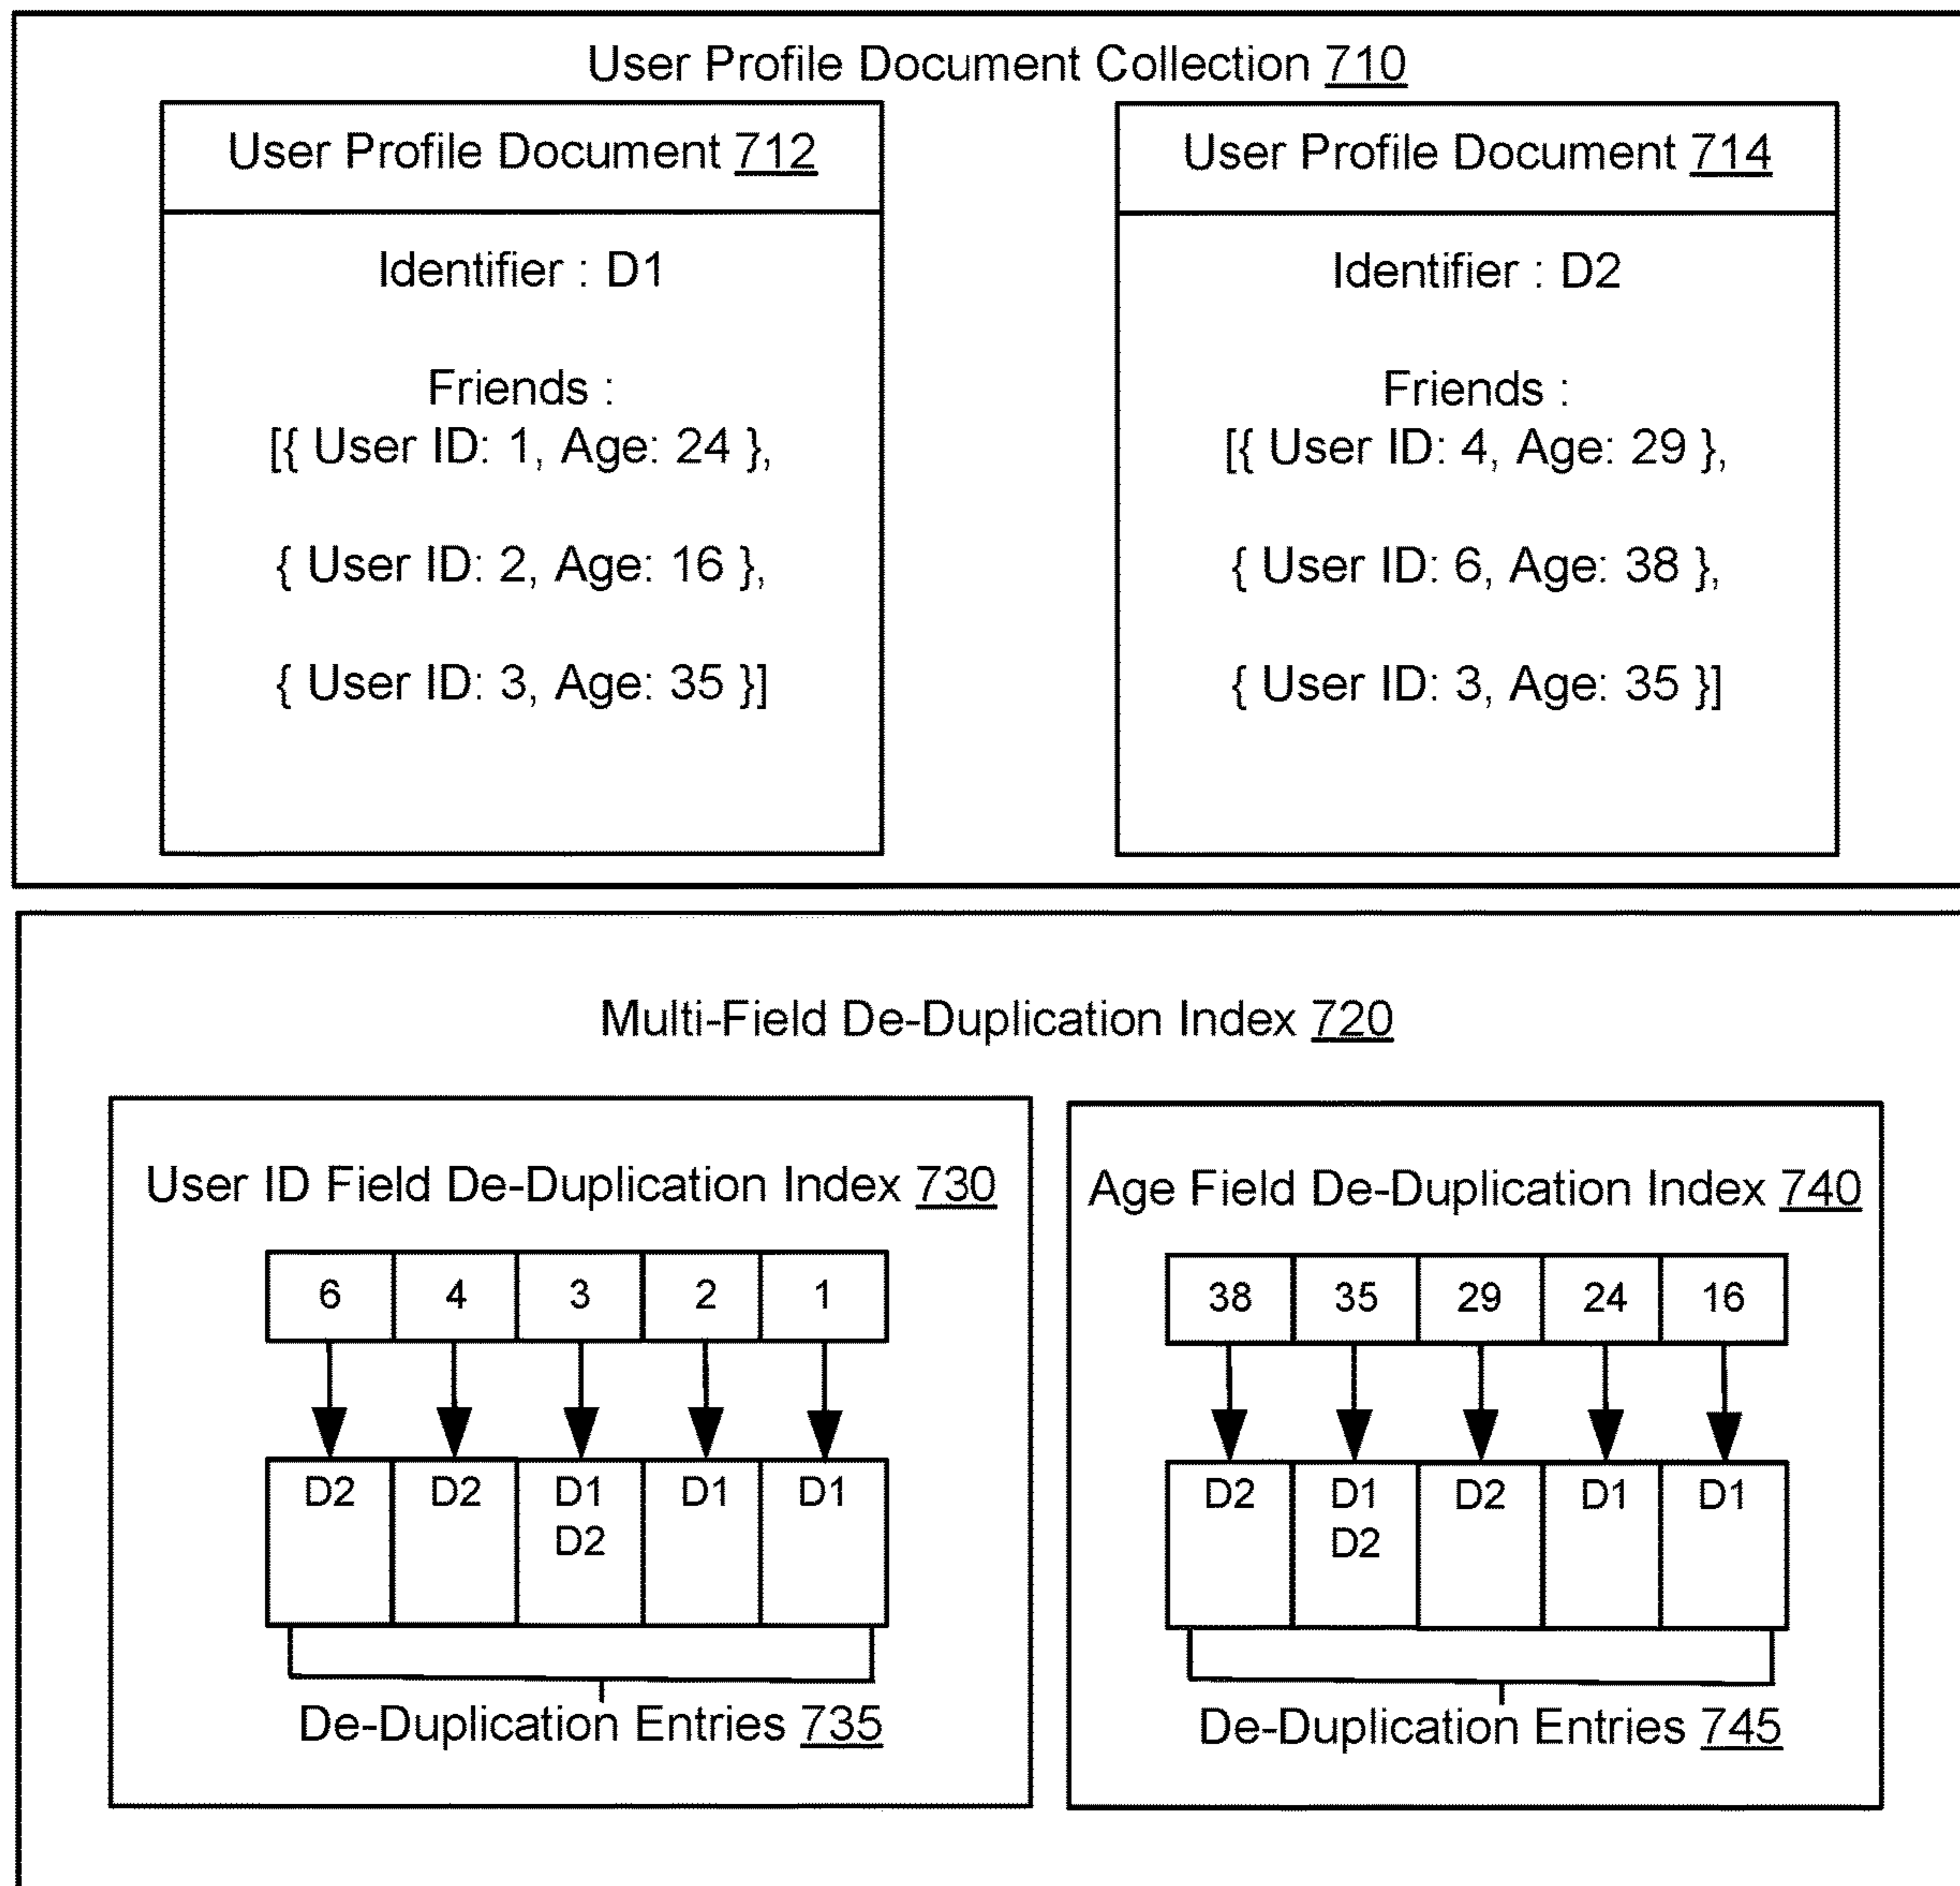 User Profile Document Collection 710
User Profile Document 712
Identifier : D1
Friends :
[{ User ID: 1, Age: 24 },
{ User ID: 2, Age: 16 },
{ User ID: 3, Age: 35 }]
User Profile Document 714
Identifier : D2
Friends :
[{ User ID: 4, Age: 29 },
{ User ID: 6, Age: 38 },
{ User ID: 3, Age: 35 }]
Multi-Field De-Duplication Index 720
User ID Field De-Duplication Index 730
6 4 3 2 1
D2 D2 D1 D1 D1
D2
De-Duplication Entries 735
Age Field De-Duplication Index 740
38 35 29 24 16
D2 D1 D2 D1 D1
D2
De-Duplication Entries 745